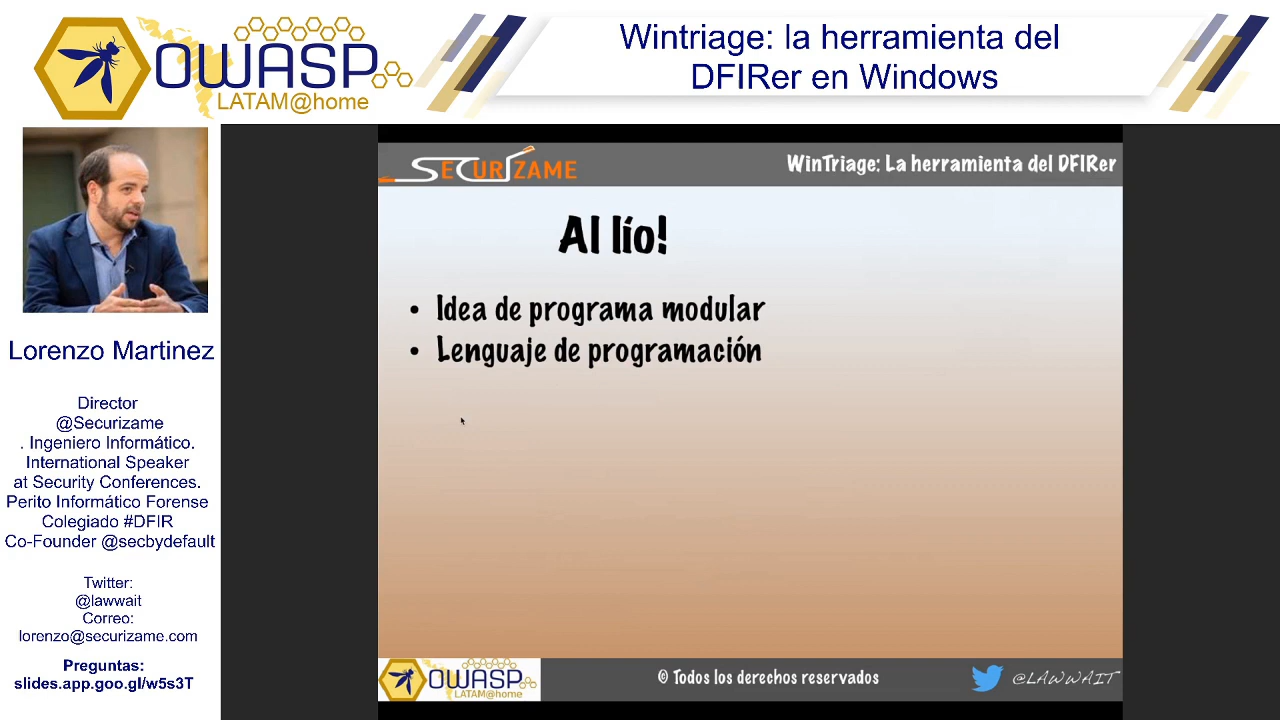 OWASP
LATAM@home
Wintriage: la herramienta del
DFIRer en Windows
Lorenzo Martinez
Director
@Securizame
. Ingeniero Informático.
International Speaker
at Security Conferences.
Perito Informático Forense
Colegiado #DFIR
Co-Founder @secbydefault
Twitter:
@lawwait
Correo:
lorenzo@securizame.com
Preguntas:
slides.app.goo.gl/w5s3T
SECURIZAME
WinTriage: La herramienta del DFIRer
Al lío!
• Idea de programa modular
• Lenguaje de programación
OWASP
LATAM@home
© Todos los derechos reservados
@LAWWAIT